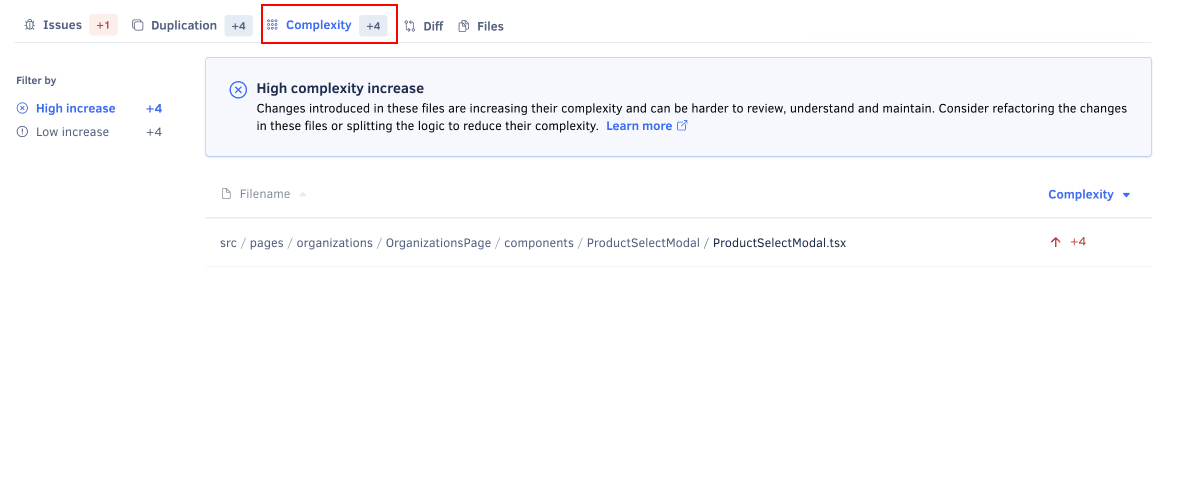 Issues +1 Duplication +4 Complexity +4 Diff Files
Filter by
High increase +4
Low increase +4
High complexity increase
Changes introduced in these files are increasing their complexity and can be harder to review, understand and maintain. Consider refactoring the changes
in these files or splitting the logic to reduce their complexity. Learn more
Filename Complexity
src / pages / organizations / OrganizationsPage / components / ProductSelectModal / ProductSelectModal.tsx +4